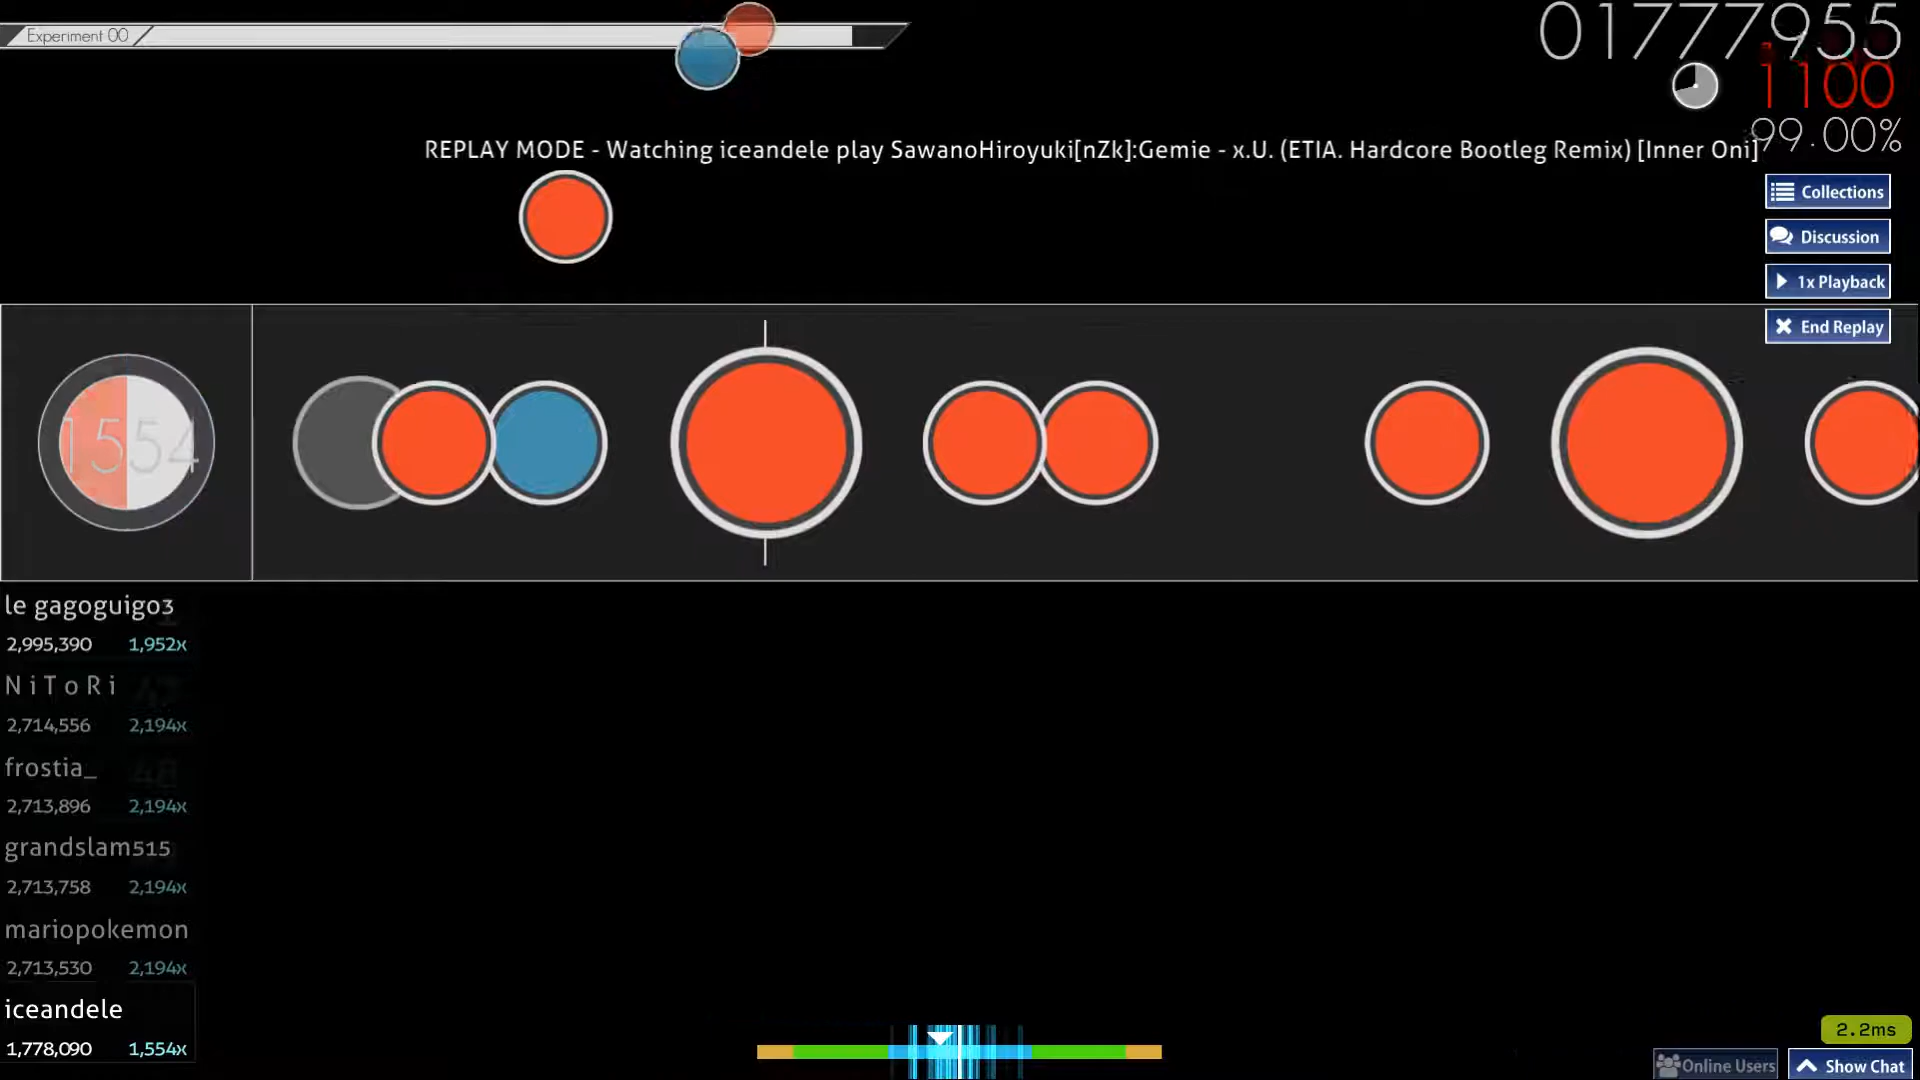 Experiment 00
01777955
1100
99.00%
REPLAY MODE - Watching iceandele play SawanoHiroyuki[nZk]:Gemie - x.U. (ETIA. Hardcore Bootleg Remix) [Inner Oni]
Collections
Discussion
1x Playback
End Replay
1554
le gagoguigo3
2,995,390 1,952x
N i T o R i
2,714,556 2,194x
frostia_
2,713,896 2,194x
grandslam515
2,713,758 2,194x
mariopokemon
2,713,530 2,194x
iceandele
1,778,090 1,554x
2.2ms
Online Users
Show Chat